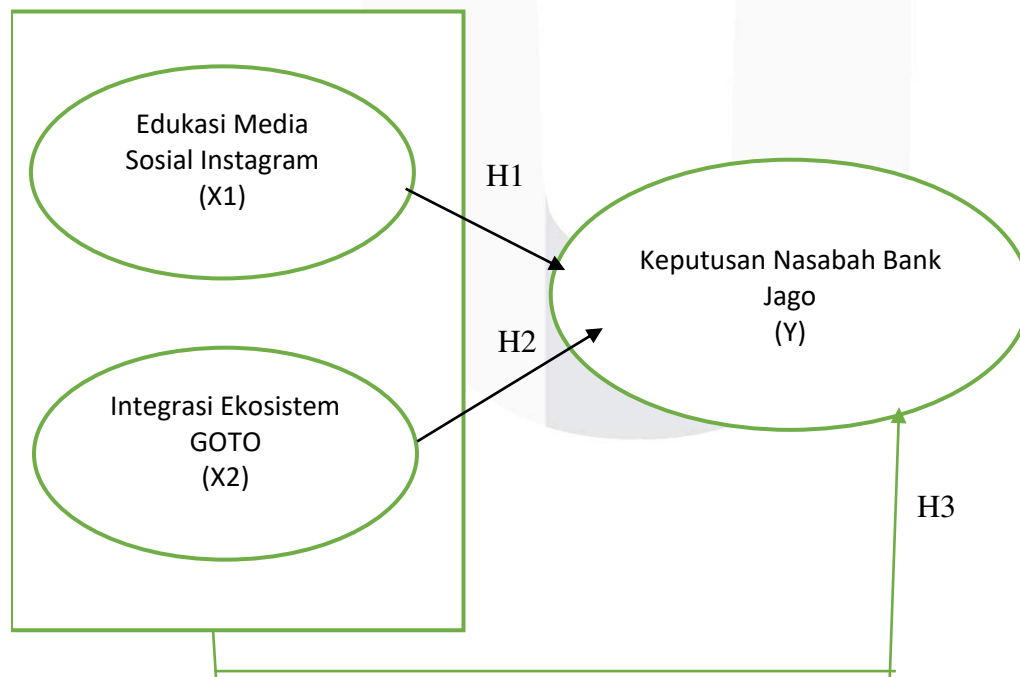 Edukasi Media
Sosial Instagram
(X1)
H1
Keputusan Nasabah Bank
Jago
(Y)
H2
Integrasi Ekosistem
GOTO
(X2)
H3